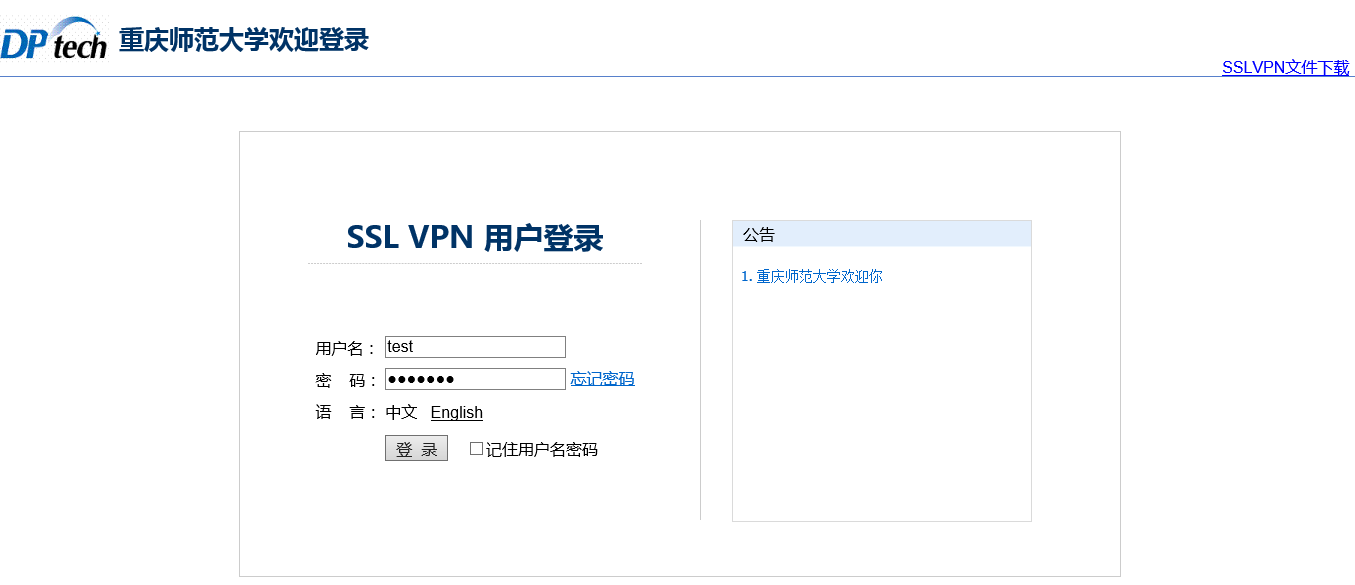 DPtech 重庆师范大学欢迎登录
SSLVPN文件下载
SSL VPN 用户登录
用户名： test
密 码： ●●●●●●● 忘记密码
语 言： 中文 English
登 录 记住用户名密码
公告
1. 重庆师范大学欢迎你